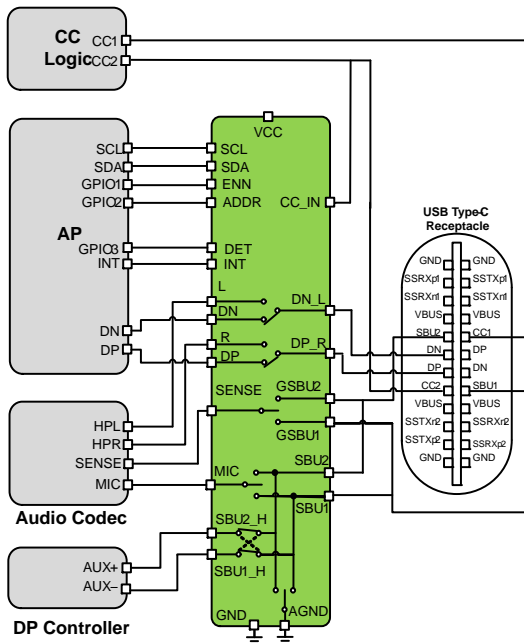 CC
Logic
CC1
CC2
VCC
AP
SCL
SDA
GPIO1
GPIO2
GPIO3
INT
DN
DP
SCL
SDA
ENN
ADDR
CC_IN
DET
INT
L
DN
DN_L
R
DP
DP_R
SENSE
GSBU2
GSBU1
MIC
SBU2
SBU1
SBU2_H
SBU1_H
GND
AGND
HPL
HPR
SENSE
MIC
Audio Codec
AUX+
AUX–
DP Controller
USB Type-C
Receptacle
GND GND
SSRXp1 SSTXp1
SSRXn1 SSTXn1
VBUS VBUS
SBU2 CC1
DN DP
DP DN
CC2 SBU1
VBUS VBUS
SSTXn2 SSRXn2
SSTXp2 SSRXp2
GND GND